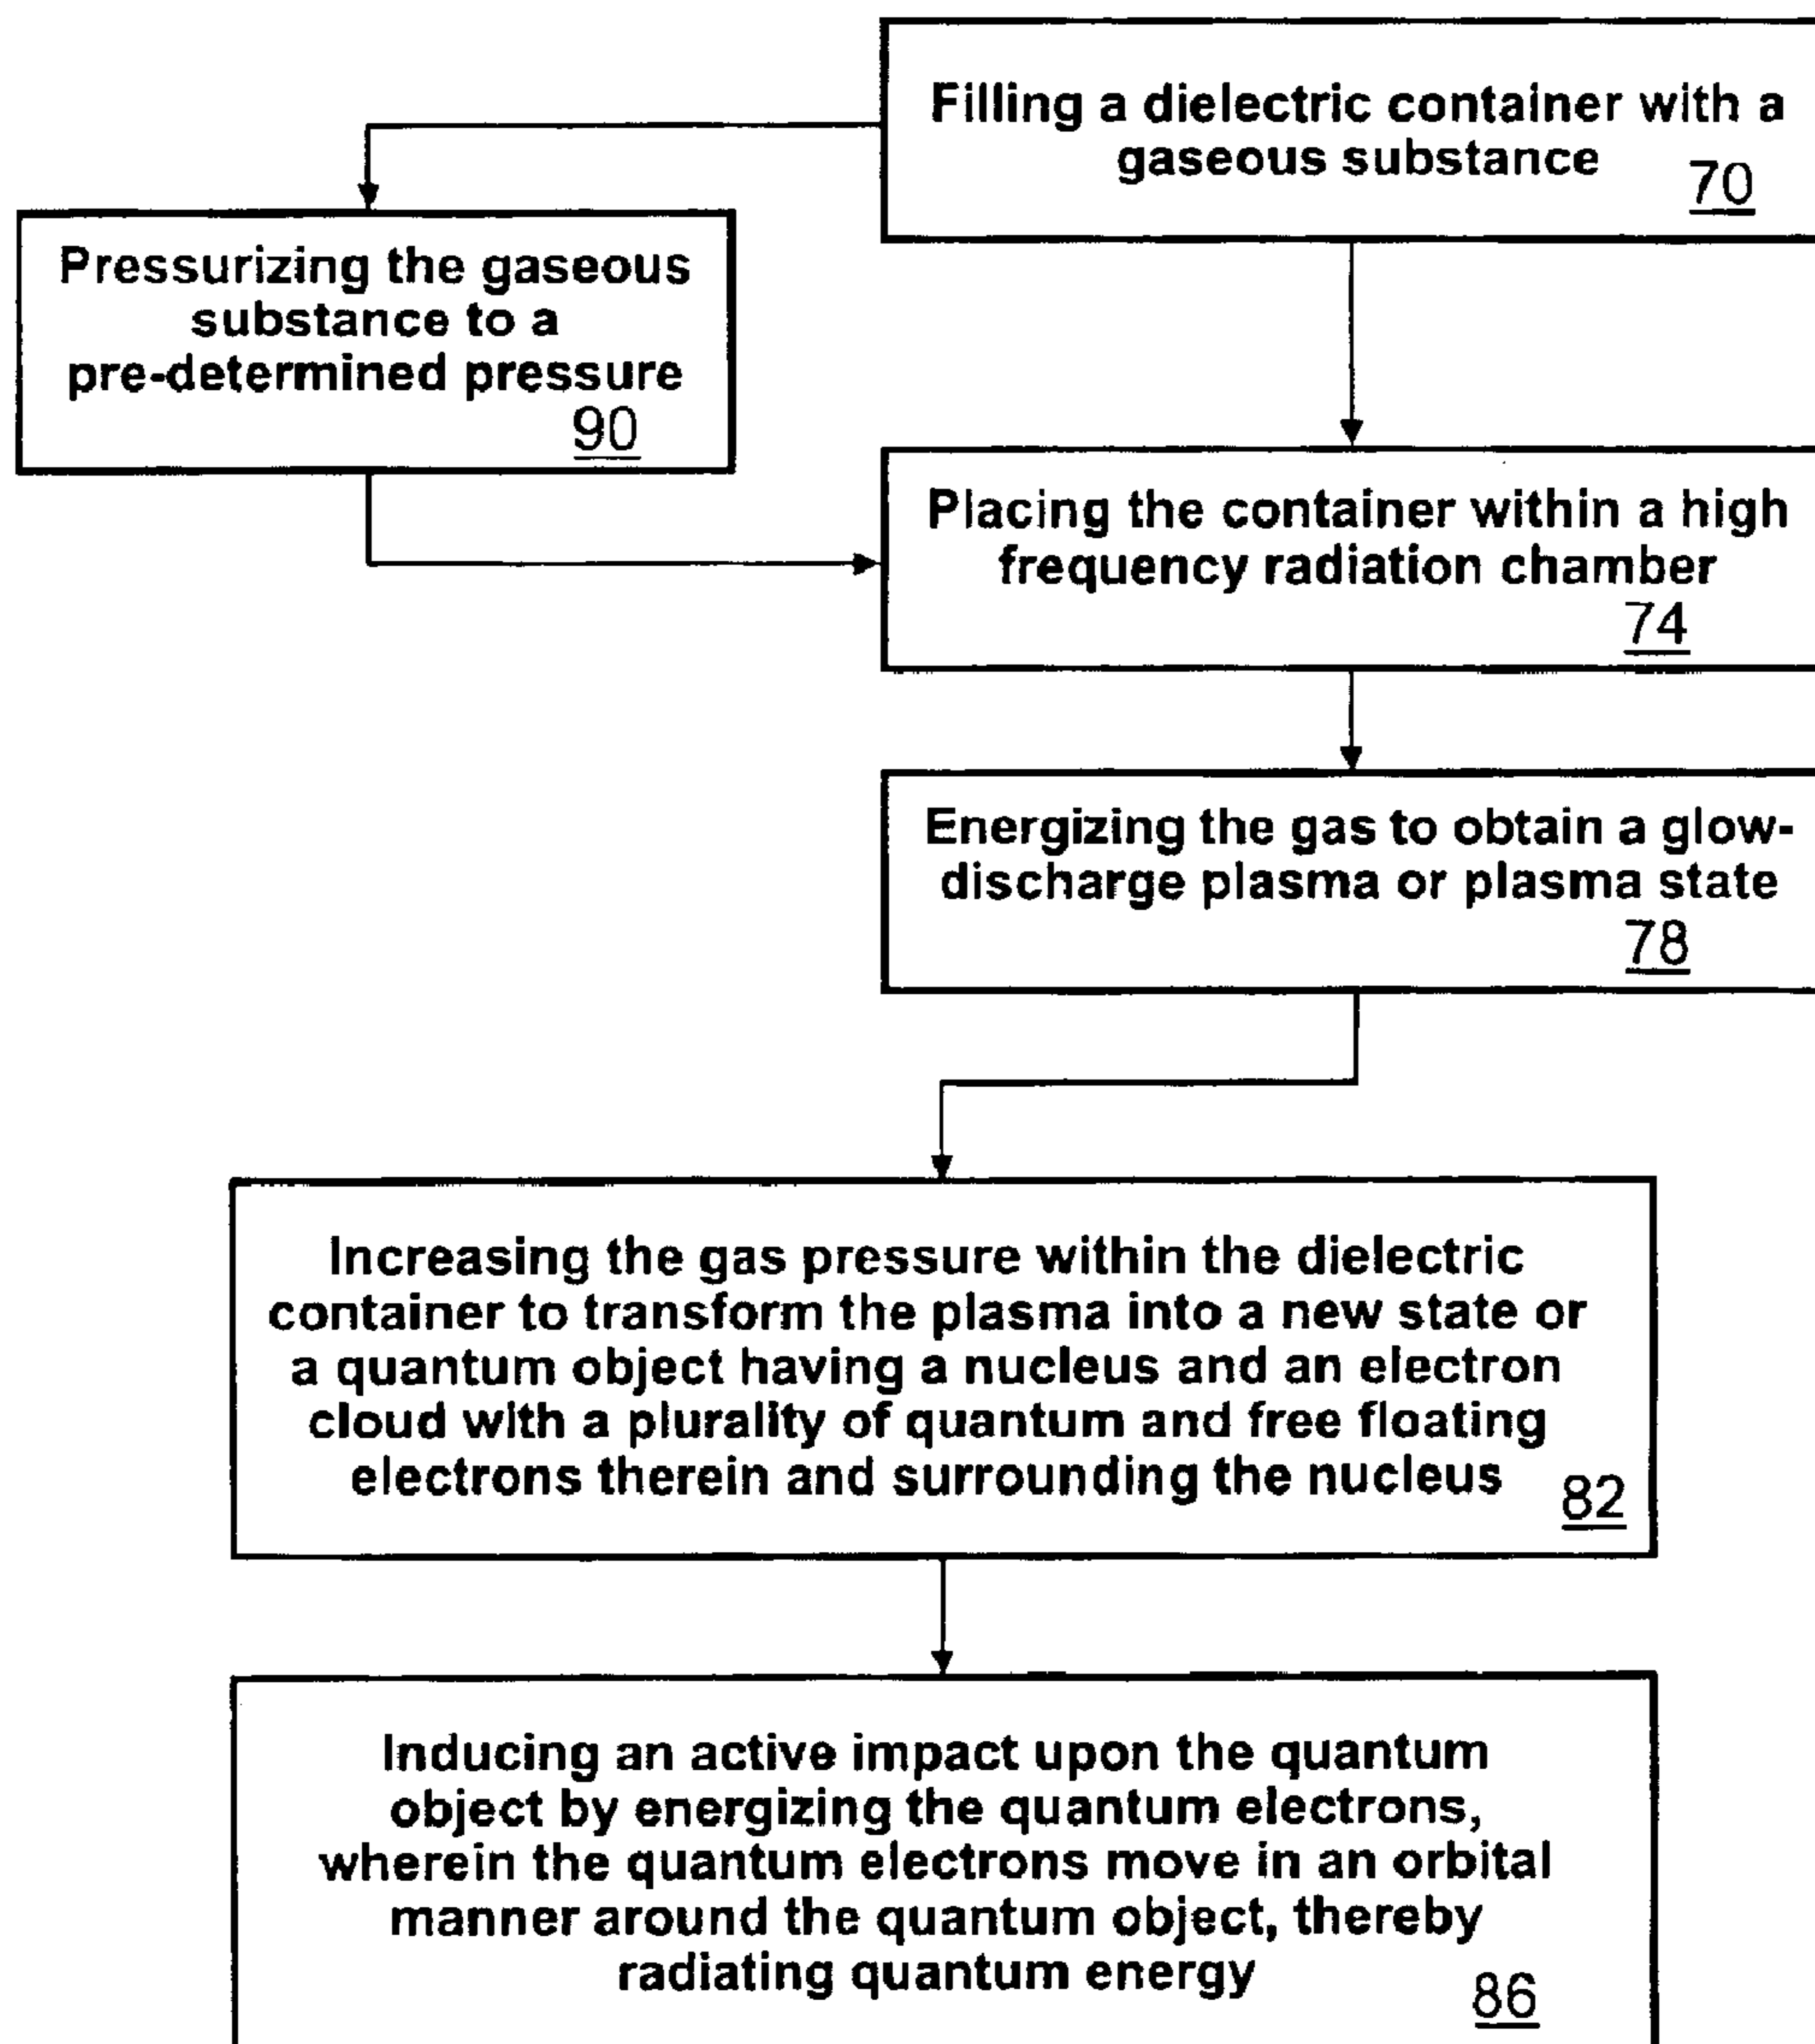 Filling a dielectric container with a
gaseous substance
70
Pressurizing the gaseous
substance to a
pre-determined pressure
90
Placing the container within a high
frequency radiation chamber
74
Energizing the gas to obtain a glow-
discharge plasma or plasma state
78
Increasing the gas pressure within the dielectric
container to transform the plasma into a new state or
a quantum object having a nucleus and an electron
cloud with a plurality of quantum and free floating
electrons therein and surrounding the nucleus
82
Inducing an active impact upon the quantum
object by energizing the quantum electrons,
wherein the quantum electrons move in an orbital
manner around the quantum object, thereby
radiating quantum energy
86